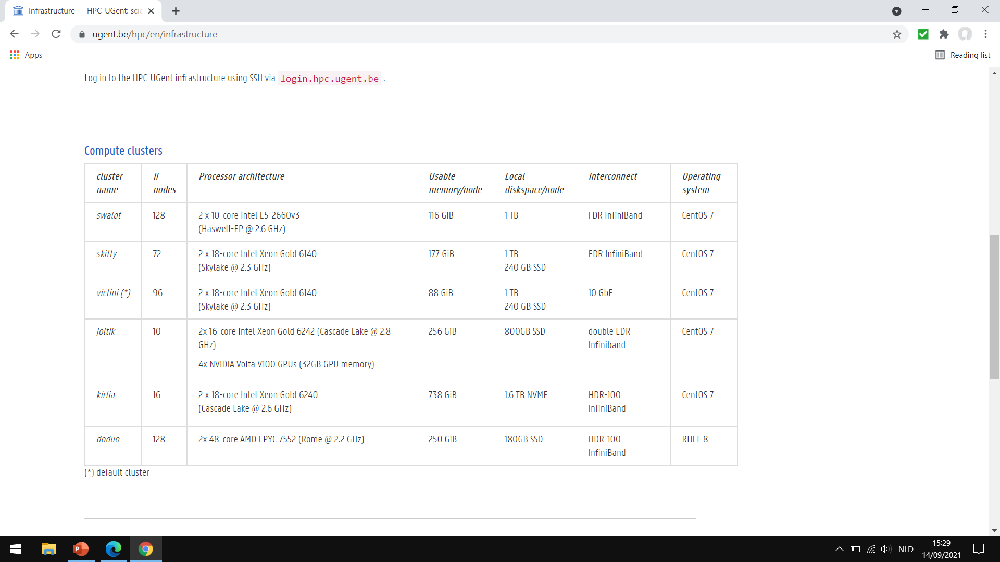 Infrastructure — HPC-UGent: scie
ugent.be/hpc/en/infrastructure
Apps
Reading list
Log in to the HPC-UGent infrastructure using SSH via login.hpc.ugent.be .
Compute clusters
cluster name # nodes Processor architecture Usable memory/node Local diskspace/node Interconnect Operating system
swalot 128 2 x 10-core Intel E5-2660v3 116 GiB 1 TB FDR InfiniBand CentOS 7
(Haswell-EP @ 2.6 GHz)
skitty 72 2 x 18-core Intel Xeon Gold 6140 177 GiB 1 TB EDR InfiniBand CentOS 7
(Skylake @ 2.3 GHz) 240 GB SSD
victini (*) 96 2 x 18-core Intel Xeon Gold 6140 88 GiB 1 TB 10 GbE CentOS 7
(Skylake @ 2.3 GHz) 240 GB SSD
joltik 10 2x 16-core Intel Xeon Gold 6242 (Cascade Lake @ 2.8 256 GiB 800GB SSD double EDR CentOS 7
GHz) Infiniband
4x NVIDIA Volta V100 GPUs (32GB GPU memory)
kirlia 16 2 x 18-core Intel Xeon Gold 6240 738 GiB 1.6 TB NVME HDR-100 CentOS 7
(Cascade Lake @ 2.6 GHz) InfiniBand
doduo 128 2x 48-core AMD EPYC 7552 (Rome @ 2.2 GHz) 250 GiB 180GB SSD HDR-100 RHEL 8
InfiniBand
(*) default cluster
P
NLD
15:29
14/09/2021